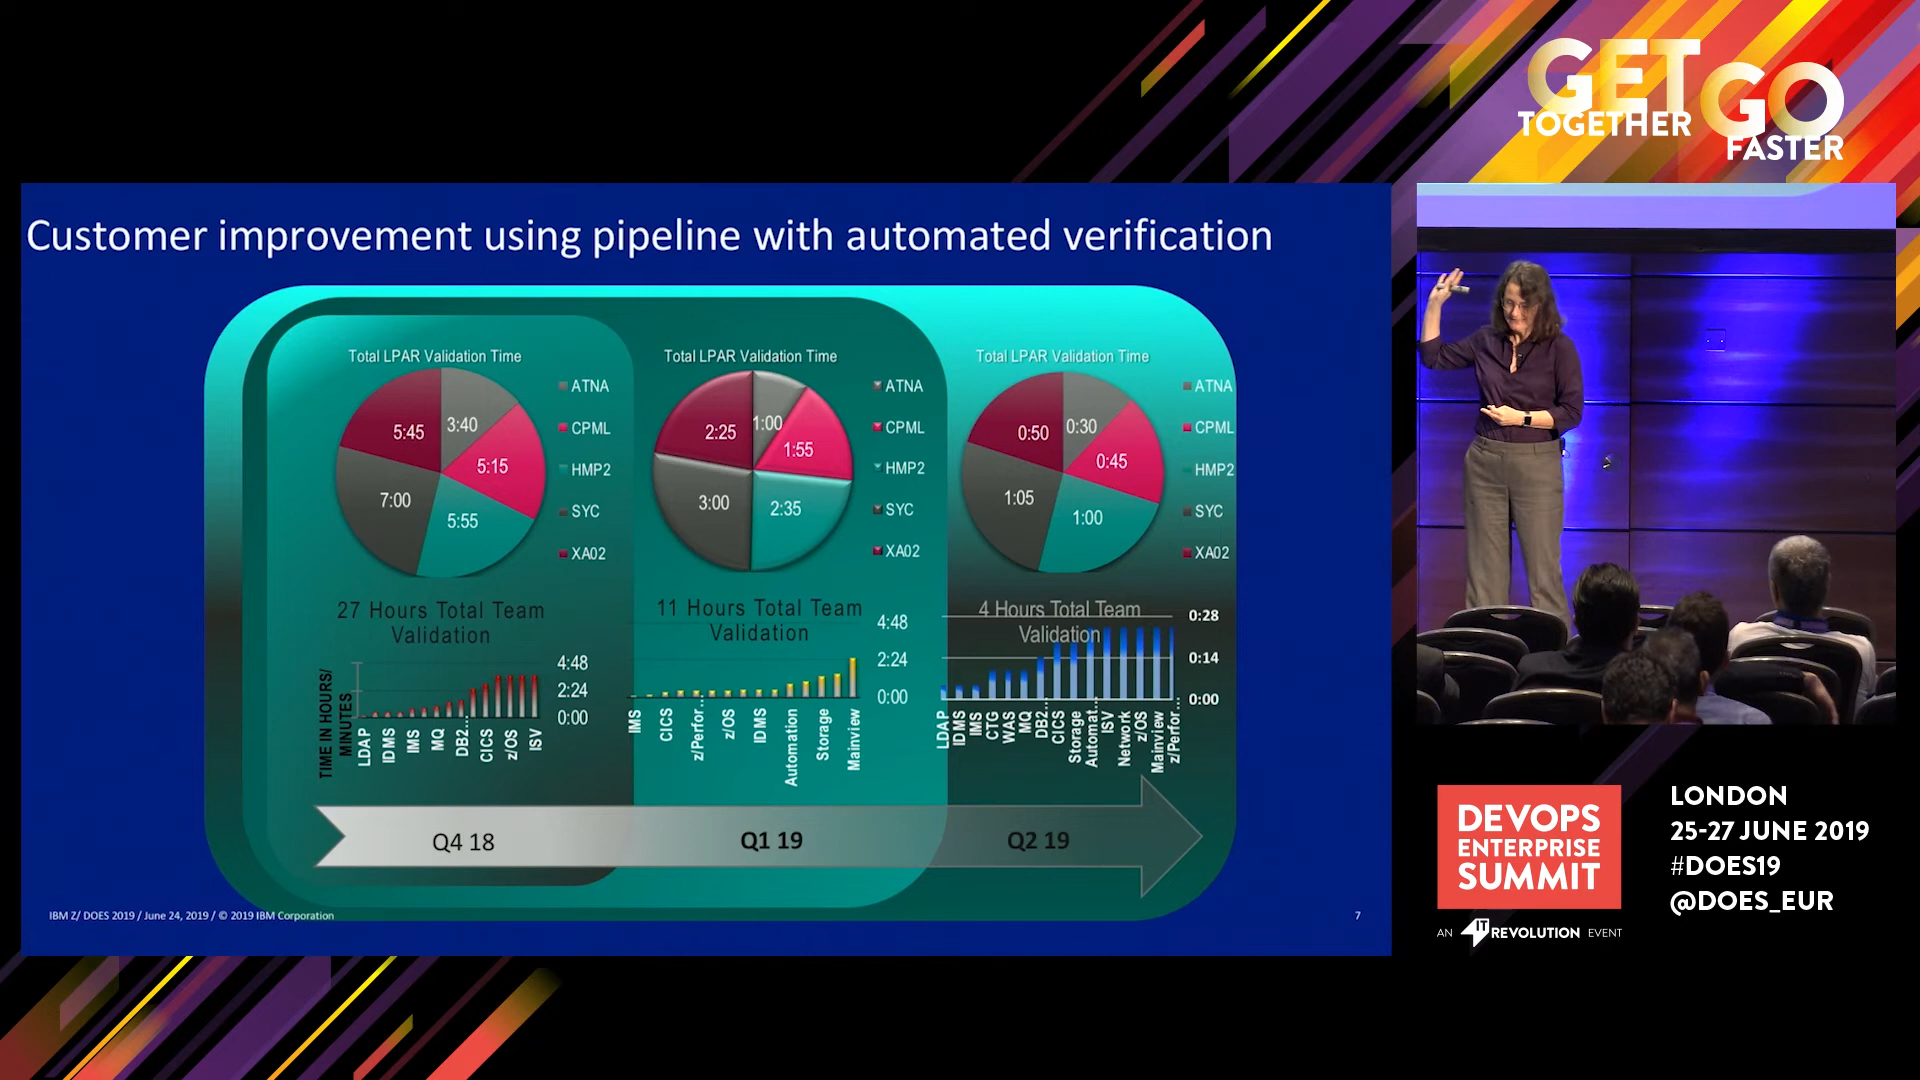 GET
TOGETHER
GO
FASTER
Customer improvement using pipeline with automated verification
Total LPAR Validation Time
5:45
3:40
5:15
7:00
5:55
ATNA
CPML
HMP2
SYC
XA02
27 Hours Total Team
Validation
TIME IN HOURS/
MINUTES
4:48
2:24
0:00
LDAP
IDMS
IMS
MQ
DB2...
CICS
z/OS
ISV
Total LPAR Validation Time
2:25
1:00
1:55
3:00
2:35
ATNA
CPML
HMP2
SYC
XA02
11 Hours Total Team
Validation
4:48
2:24
0:00
IMS
CICS
z/Perfor...
z/OS
IDMS
Automation
Storage
Mainview
Total LPAR Validation Time
0:50
0:30
0:45
1:05
1:00
ATNA
CPML
HMP2
SYC
XA02
4 Hours Total Team
Validation
0:28
0:14
0:00
LDAP
IDMS
IMS
CTG
WAS
MQ
DB2...
CICS
Storage
Automat...
ISV
Network
z/OS
Mainview
z/Perfor...
Q4 18
Q1 19
Q2 19
IBM Z/ DOES 2019 / June 24, 2019 / © 2019 IBM Corporation
7
DEVOPS
ENTERPRISE
SUMMIT
AN IT REVOLUTION EVENT
LONDON
25-27 JUNE 2019
#DOES19
@DOES_EUR